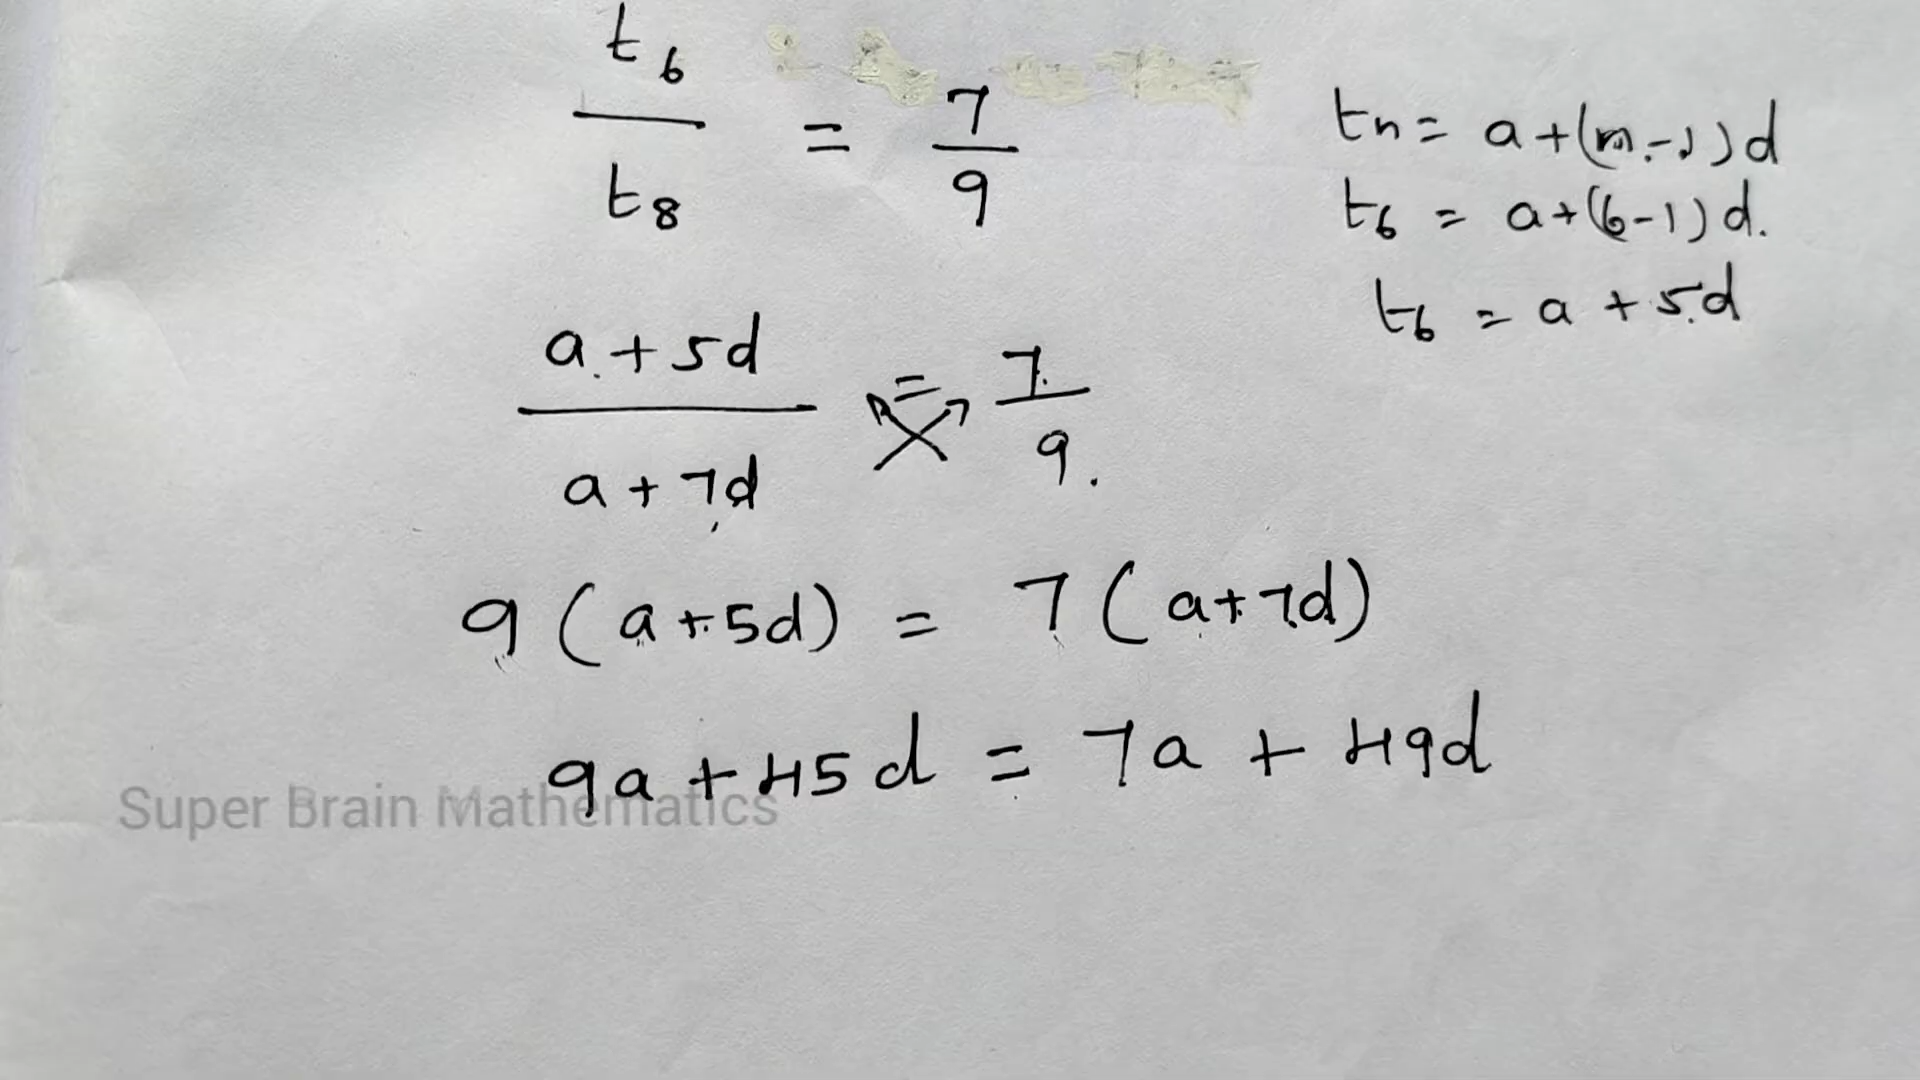 t6/t8 = 7/9
tn = a+(n-1)d
t6 = a+(6-1)d.
t6 = a + 5d
a+5d/a+7d = 7/9.
9(a+5d) = 7(a+7d)
9a+45d = 7a+49d
Super Brain Mathematics